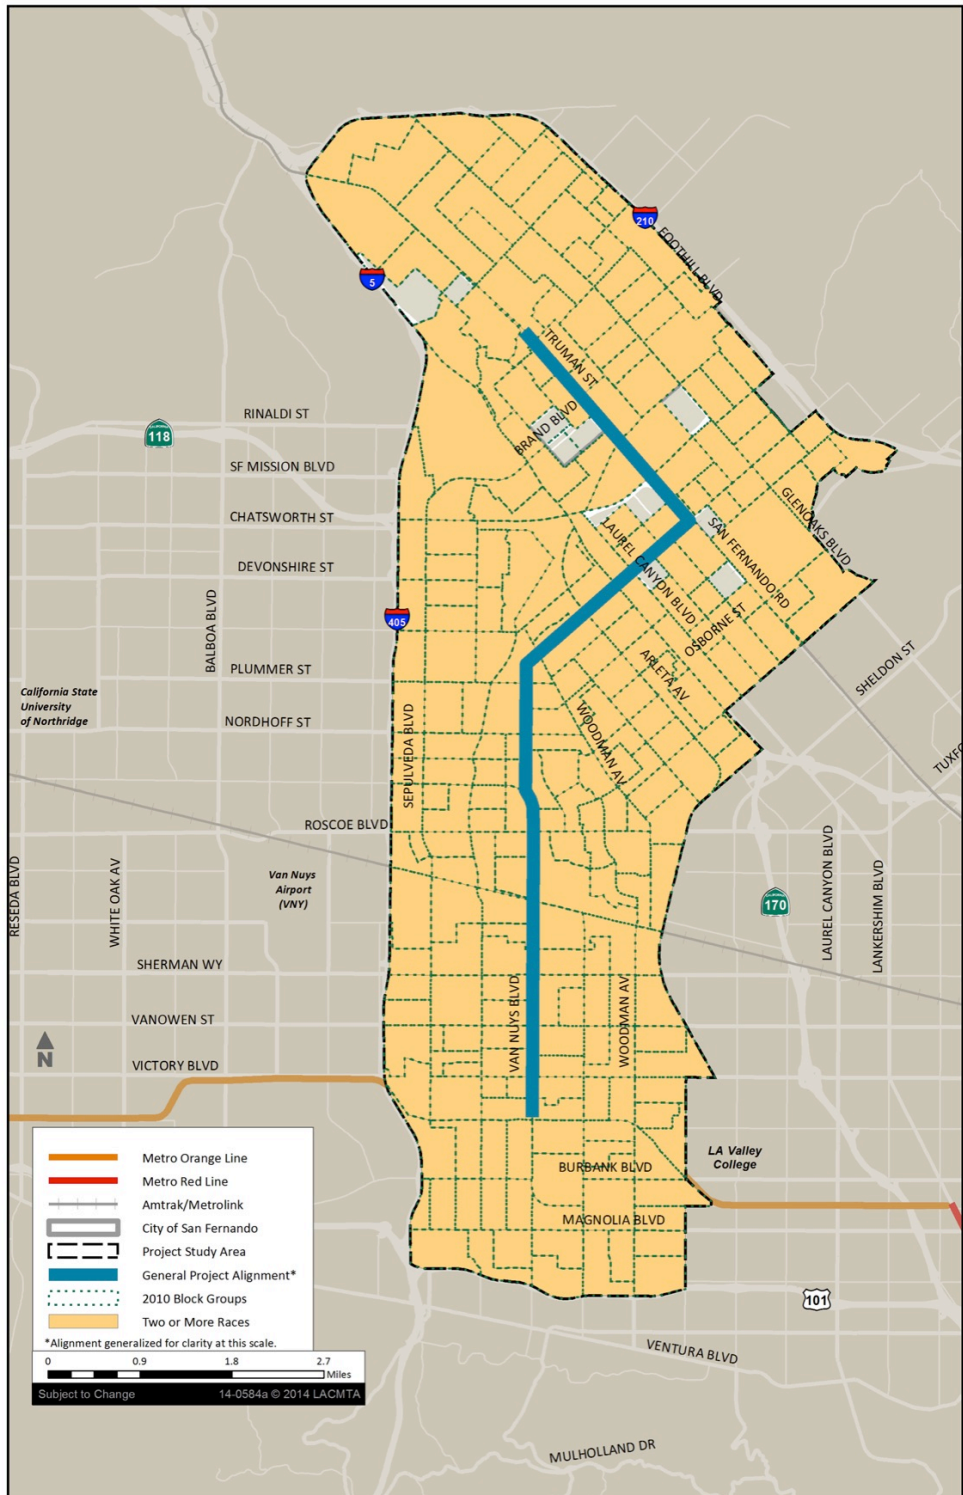 210
FOOTHILL BLVD
5
TRUMAN ST
RINALDI ST
BRAND BLVD
118
SF MISSION BLVD
GLENOAKS BLVD
CHATSWORTH ST
LAUREL CANYON BLVD
SAN FERNANDO RD
DEVONSHIRE ST
BALBOA BLVD
405
OSBORNE ST
PLUMMER ST
ARLETA AV
SHELDON ST
California State
University
of Northridge
NORDHOFF ST
SEPULVEDA BLVD
WOODMAN AV
TUXFO
ROSCOE BLVD
RESEDA BLVD
WHITE OAK AV
Van Nuys
Airport
(VNY)
170
LAUREL CANYON BLVD
LANKERSHIM BLVD
SHERMAN WY
VAN NUYS BLVD
WOODMAN AV
VANOWEN ST
N
VICTORY BLVD
LA Valley
College
BURBANK BLVD
MAGNOLIA BLVD
101
VENTURA BLVD
MULHOLLAND DR
Metro Orange Line
Metro Red Line
Amtrak/Metrolink
City of San Fernando
Project Study Area
General Project Alignment*
2010 Block Groups
Two or More Races
*Alignment generalized for clarity at this scale.
0 0.9 1.8 2.7
Miles
Subject to Change 14-0584a © 2014 LACMTA